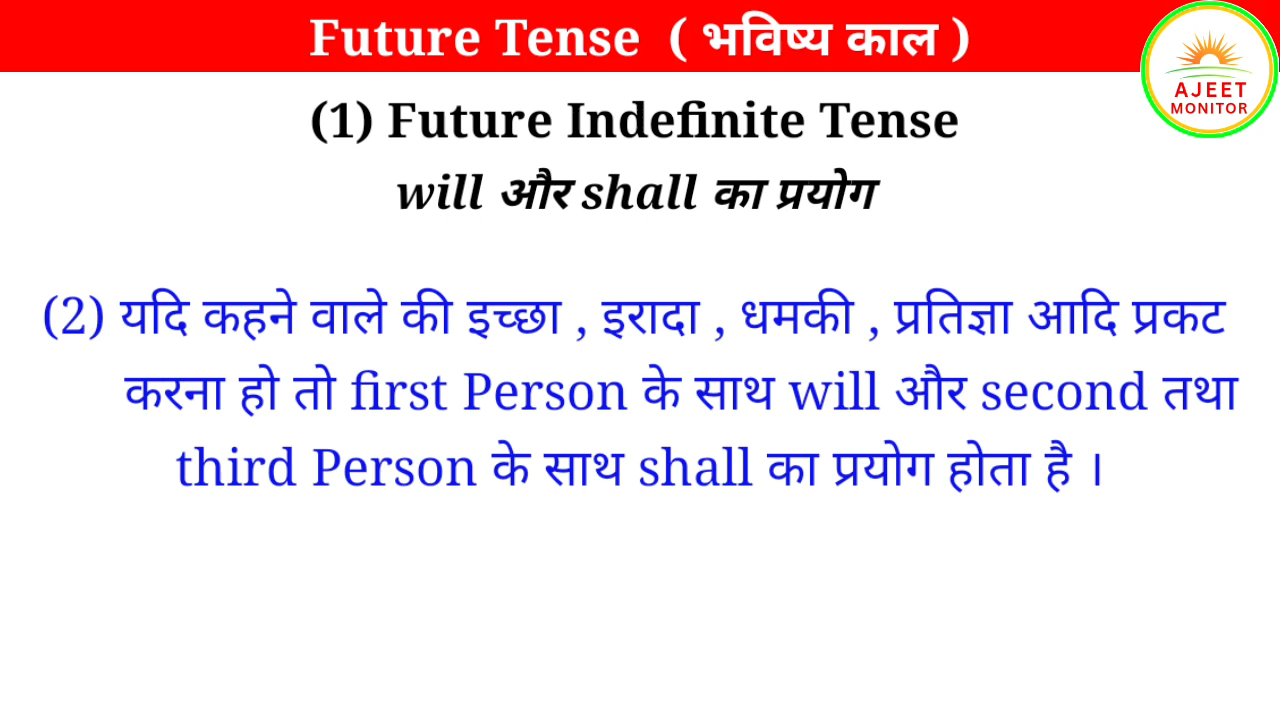 Future Tense ( भविष्य काल )
AJEET
MONITOR
(1) Future Indefinite Tense
will और shall का प्रयोग
(2) यदि कहने वाले की इच्छा , इरादा , धमकी , प्रतिज्ञा आदि प्रकट
करना हो तो first Person के साथ will और second तथा
third Person के साथ shall का प्रयोग होता है ।